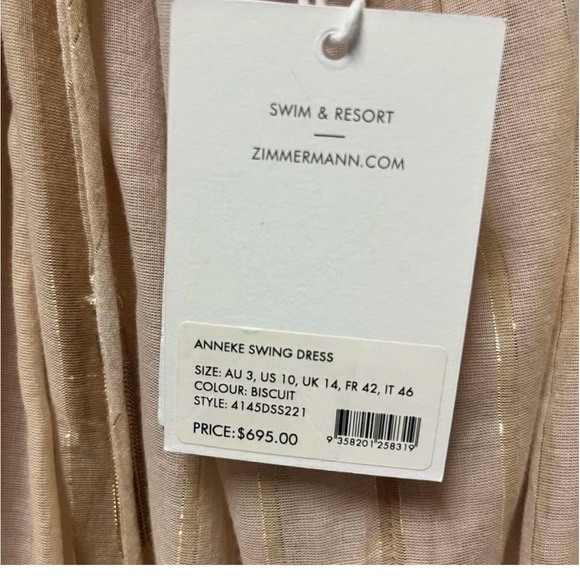 SWIM & RESORT
ZIMMERMANN.COM
ANNEKE SWING DRESS
SIZE: AU 3, US 10, UK 14, FR 42, IT 46
COLOUR: BISCUIT
STYLE: 4145DSS221
PRICE:$695.00
9 358201 258319